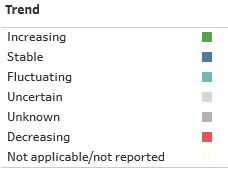 Trend
Increasing
Stable
Fluctuating
Uncertain
Unknown
Decreasing
Not applicable/not reported